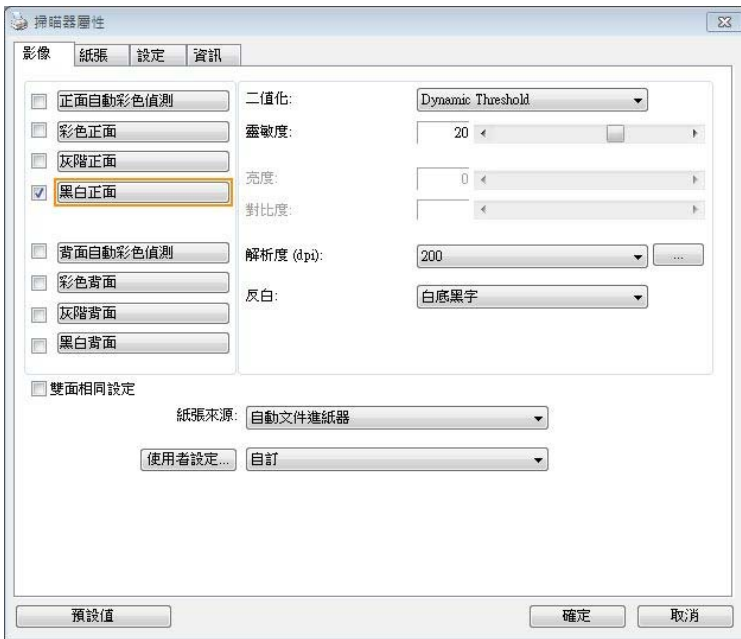 掃瞄器屬性
影像 紙張 設定 資訊
正面自動彩色偵測
彩色正面
灰階正面
黑白正面
背面自動彩色偵測
彩色背面
灰階背面
黑白背面
二值化: Dynamic Threshold
靈敏度: 20
亮度: 0
對比度:
解析度 (dpi): 200 ...
反白: 白底黑字
雙面相同設定
紙張來源: 自動文件進紙器
使用者設定... 自訂
預設值 確定 取消